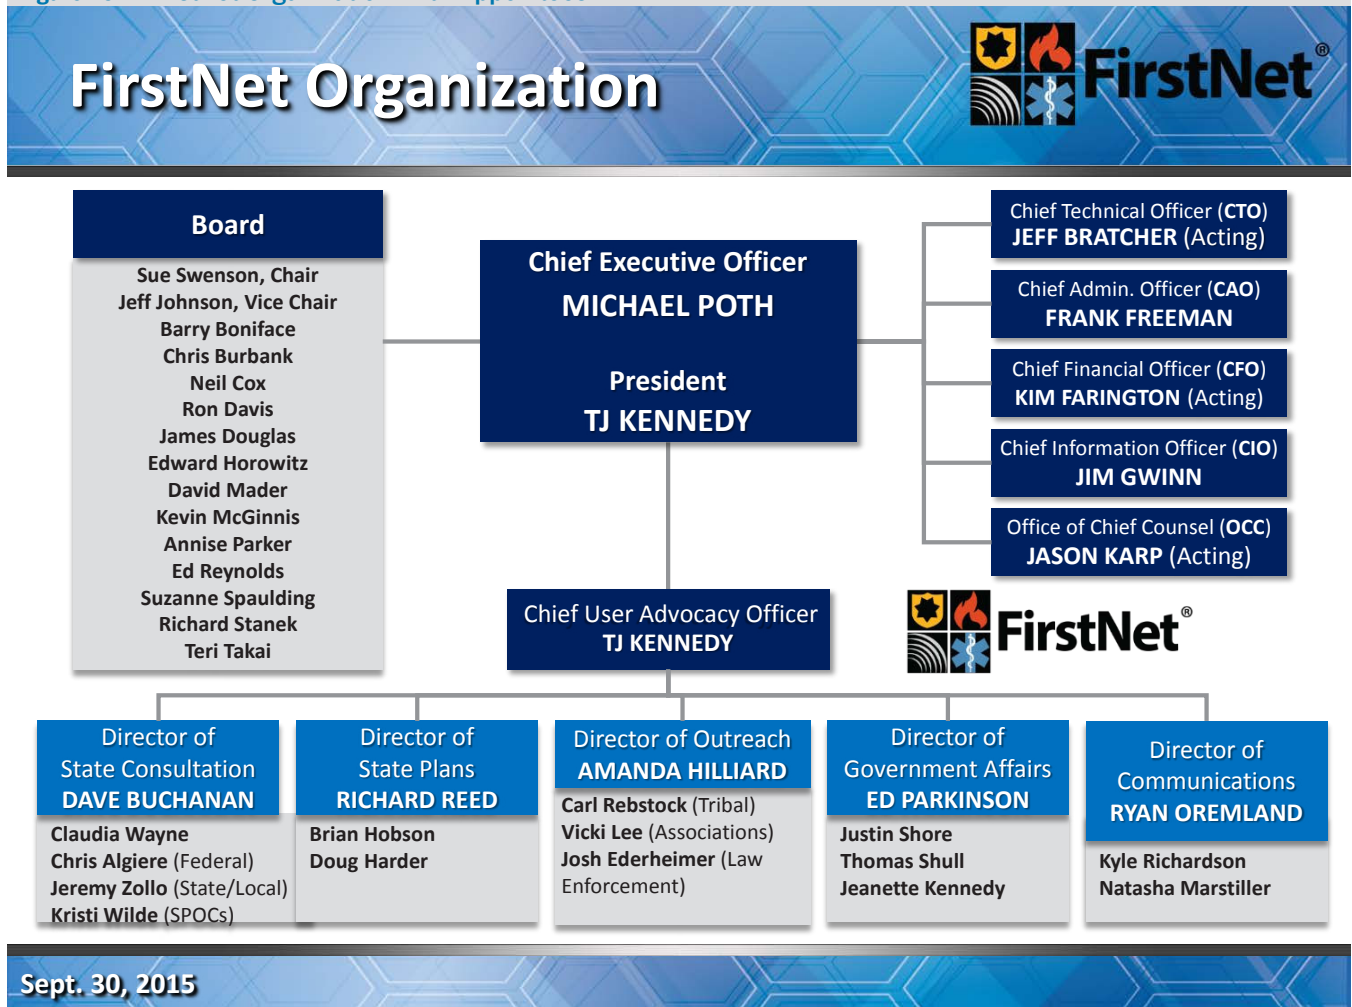 FirstNet Organization
FirstNet®
Board
Sue Swenson, Chair
Jeff Johnson, Vice Chair
Barry Boniface
Chris Burbank
Neil Cox
Ron Davis
James Douglas
Edward Horowitz
David Mader
Kevin McGinnis
Annise Parker
Ed Reynolds
Suzanne Spaulding
Richard Stanek
Teri Takai
Chief Executive Officer
MICHAEL POTH
President
TJ KENNEDY
Chief Technical Officer (CTO)
JEFF BRATCHER (Acting)
Chief Admin. Officer (CAO)
FRANK FREEMAN
Chief Financial Officer (CFO)
KIM FARINGTON (Acting)
Chief Information Officer (CIO)
JIM GWINN
Office of Chief Counsel (OCC)
JASON KARP (Acting)
Chief User Advocacy Officer
TJ KENNEDY
FirstNet®
Director of
State Consultation
DAVE BUCHANAN
Claudia Wayne
Chris Algiere (Federal)
Jeremy Zollo (State/Local)
Kristi Wilde (SPOCs)
Director of
State Plans
RICHARD REED
Brian Hobson
Doug Harder
Director of Outreach
AMANDA HILLIARD
Carl Rebstock (Tribal)
Vicki Lee (Associations)
Josh Ederheimer (Law
Enforcement)
Director of
Government Affairs
ED PARKINSON
Justin Shore
Thomas Shull
Jeanette Kennedy
Director of
Communications
RYAN OREMLAND
Kyle Richardson
Natasha Marstiller
Sept. 30, 2015